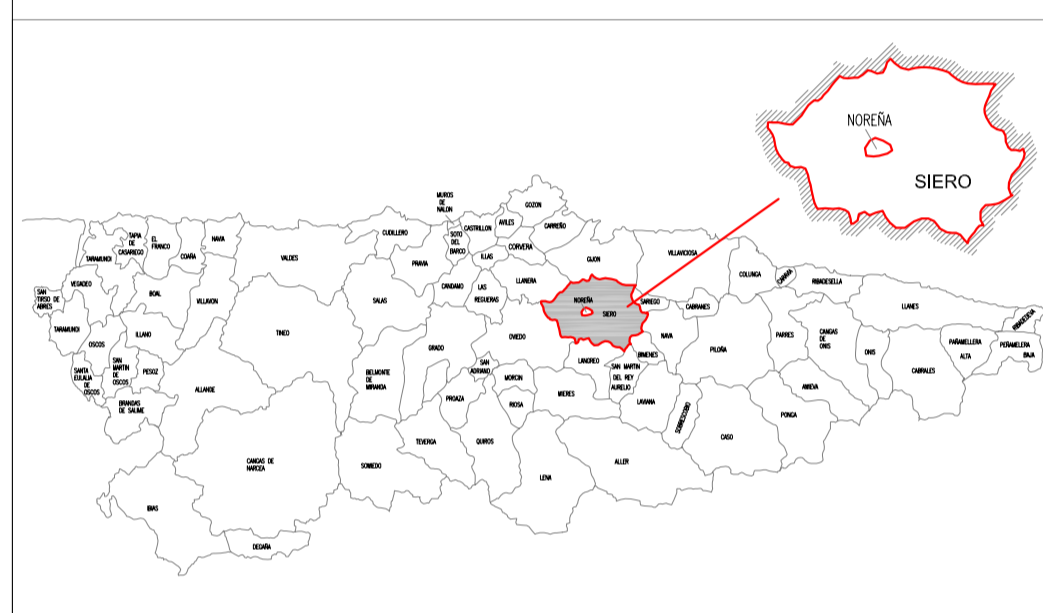 NOREÑA
SIERO
MUROS
DE
NALON
GOZON
AVILES
CASTRILLON
CARREÑO
CUDILLERO
SOTO
DEL
BARCO
CORVERA
ILLAS
PRAVIA
GIJON
VILLAVICIOSA
TAPIA
DE
CASARIEGO
EL
FRANCO
NAVIA
COAÑA
VALDES
TARAMUNDI
VEGADEO
SAN
TIRSO DE
ABRES
BOAL
VILLAYON
SALAS
CANDAMO
LAS
REGUERAS
LLANERA
NOREÑA
SIERO
SARIEGO
CABRANES
COLUNGA
CARAVIA
RIBADESELLA
LLANES
RIBADEDEVA
TARAMUNDI
OSCOS
ILLANO
SANTA
EULALIA
DE
OSCOS
SAN
MARTIN
DE
OSCOS
PESOZ
ALLANDE
BRANDAS
DE SALIME
TINEO
BELMONTE
DE
MIRANDA
GRADO
OVIEDO
SAN
ADRIANO
MORCIN
PROAZA
RIOSA
MIERES
LANGREO
SAN MARTIN
DEL REY
AURELIO
BIMENES
NAVA
PILOÑA
PARRES
CANGAS
DE
ONIS
ONIS
CABRALES
PEÑAMELLERA
ALTA
PEÑAMELERA
BAJA
AMIEVA
PONGA
LAVIANA
SOBRESCOBIO
CASO
CANGAS DE
NARCEA
SOMIEDO
TEVERGA
QUIROS
LENA
ALLER
IBIAS
DEGAÑA